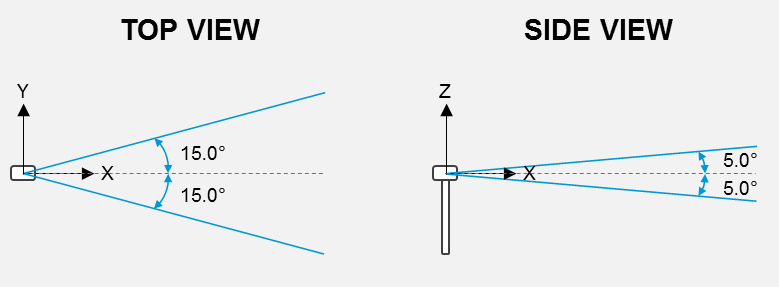 TOP VIEW
SIDE VIEW
Y
X
15.0°
15.0°
Z
X
5.0°
5.0°